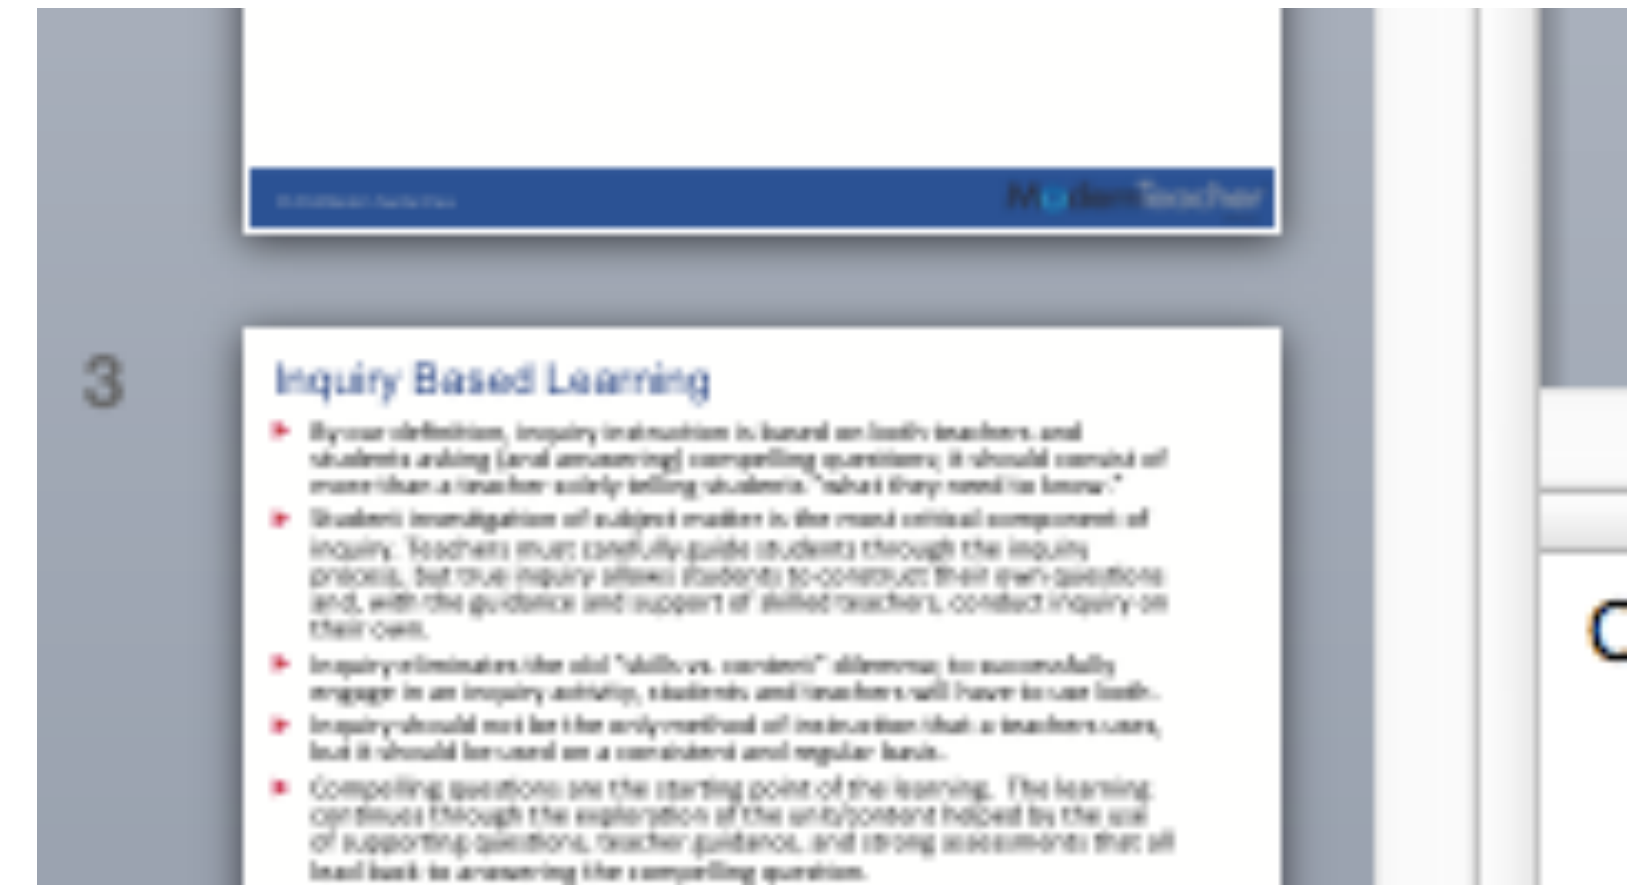 ModernTeacher
3
Inquiry Based Learning
By our definition, inquiry instruction is based on both teachers and
students asking (and answering) compelling questions; it should consist of
more than a teacher solely telling students "what they need to know."
Student investigation of subject matter is the most critical component of
inquiry. Teachers must carefully guide students through the inquiry
process, but true inquiry allows students to construct their own questions
and, with the guidance and support of skilled teachers, conduct inquiry on
their own.
Inquiry eliminates the old "skills vs. content" dilemma; to successfully
engage in an inquiry activity, students and teachers will have to use both.
Inquiry should not be the only method of instruction that a teachers uses,
but it should be used on a consistent and regular basis.
Compelling questions are the starting point of the learning. The learning
continues through the exploration of the unit/content helped by the use
of supporting questions, teacher guidance, and strong assessments that all
lead back to answering the compelling question.